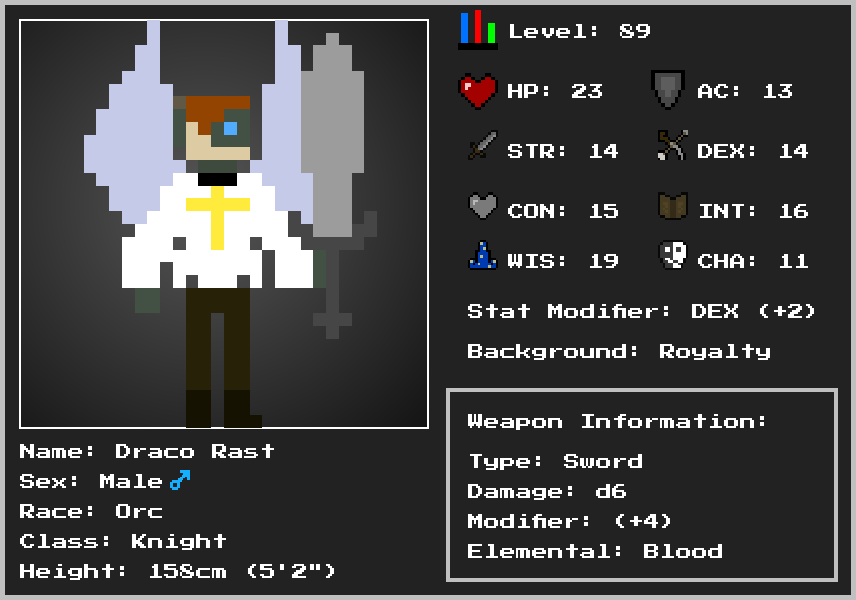 Level: 89
HP: 23 AC: 13
STR: 14 DEX: 14
CON: 15 INT: 16
WIS: 19 CHA: 11
Stat Modifier: DEX (+2)
Background: Royalty
Weapon Information:
Type: Sword
Damage: d6
Modifier: (+4)
Elemental: Blood
Name: Draco Rast
Sex: Male ♂
Race: Orc
Class: Knight
Height: 158cm (5'2")